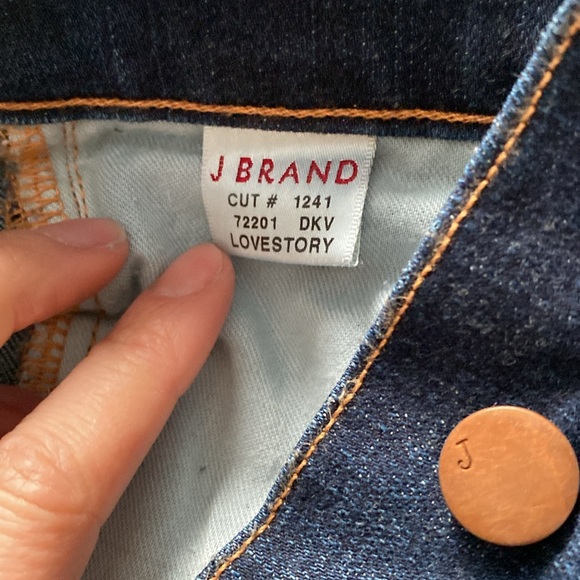 J BRAND
CUT # 1241
72201 DKV
LOVESTORY
J